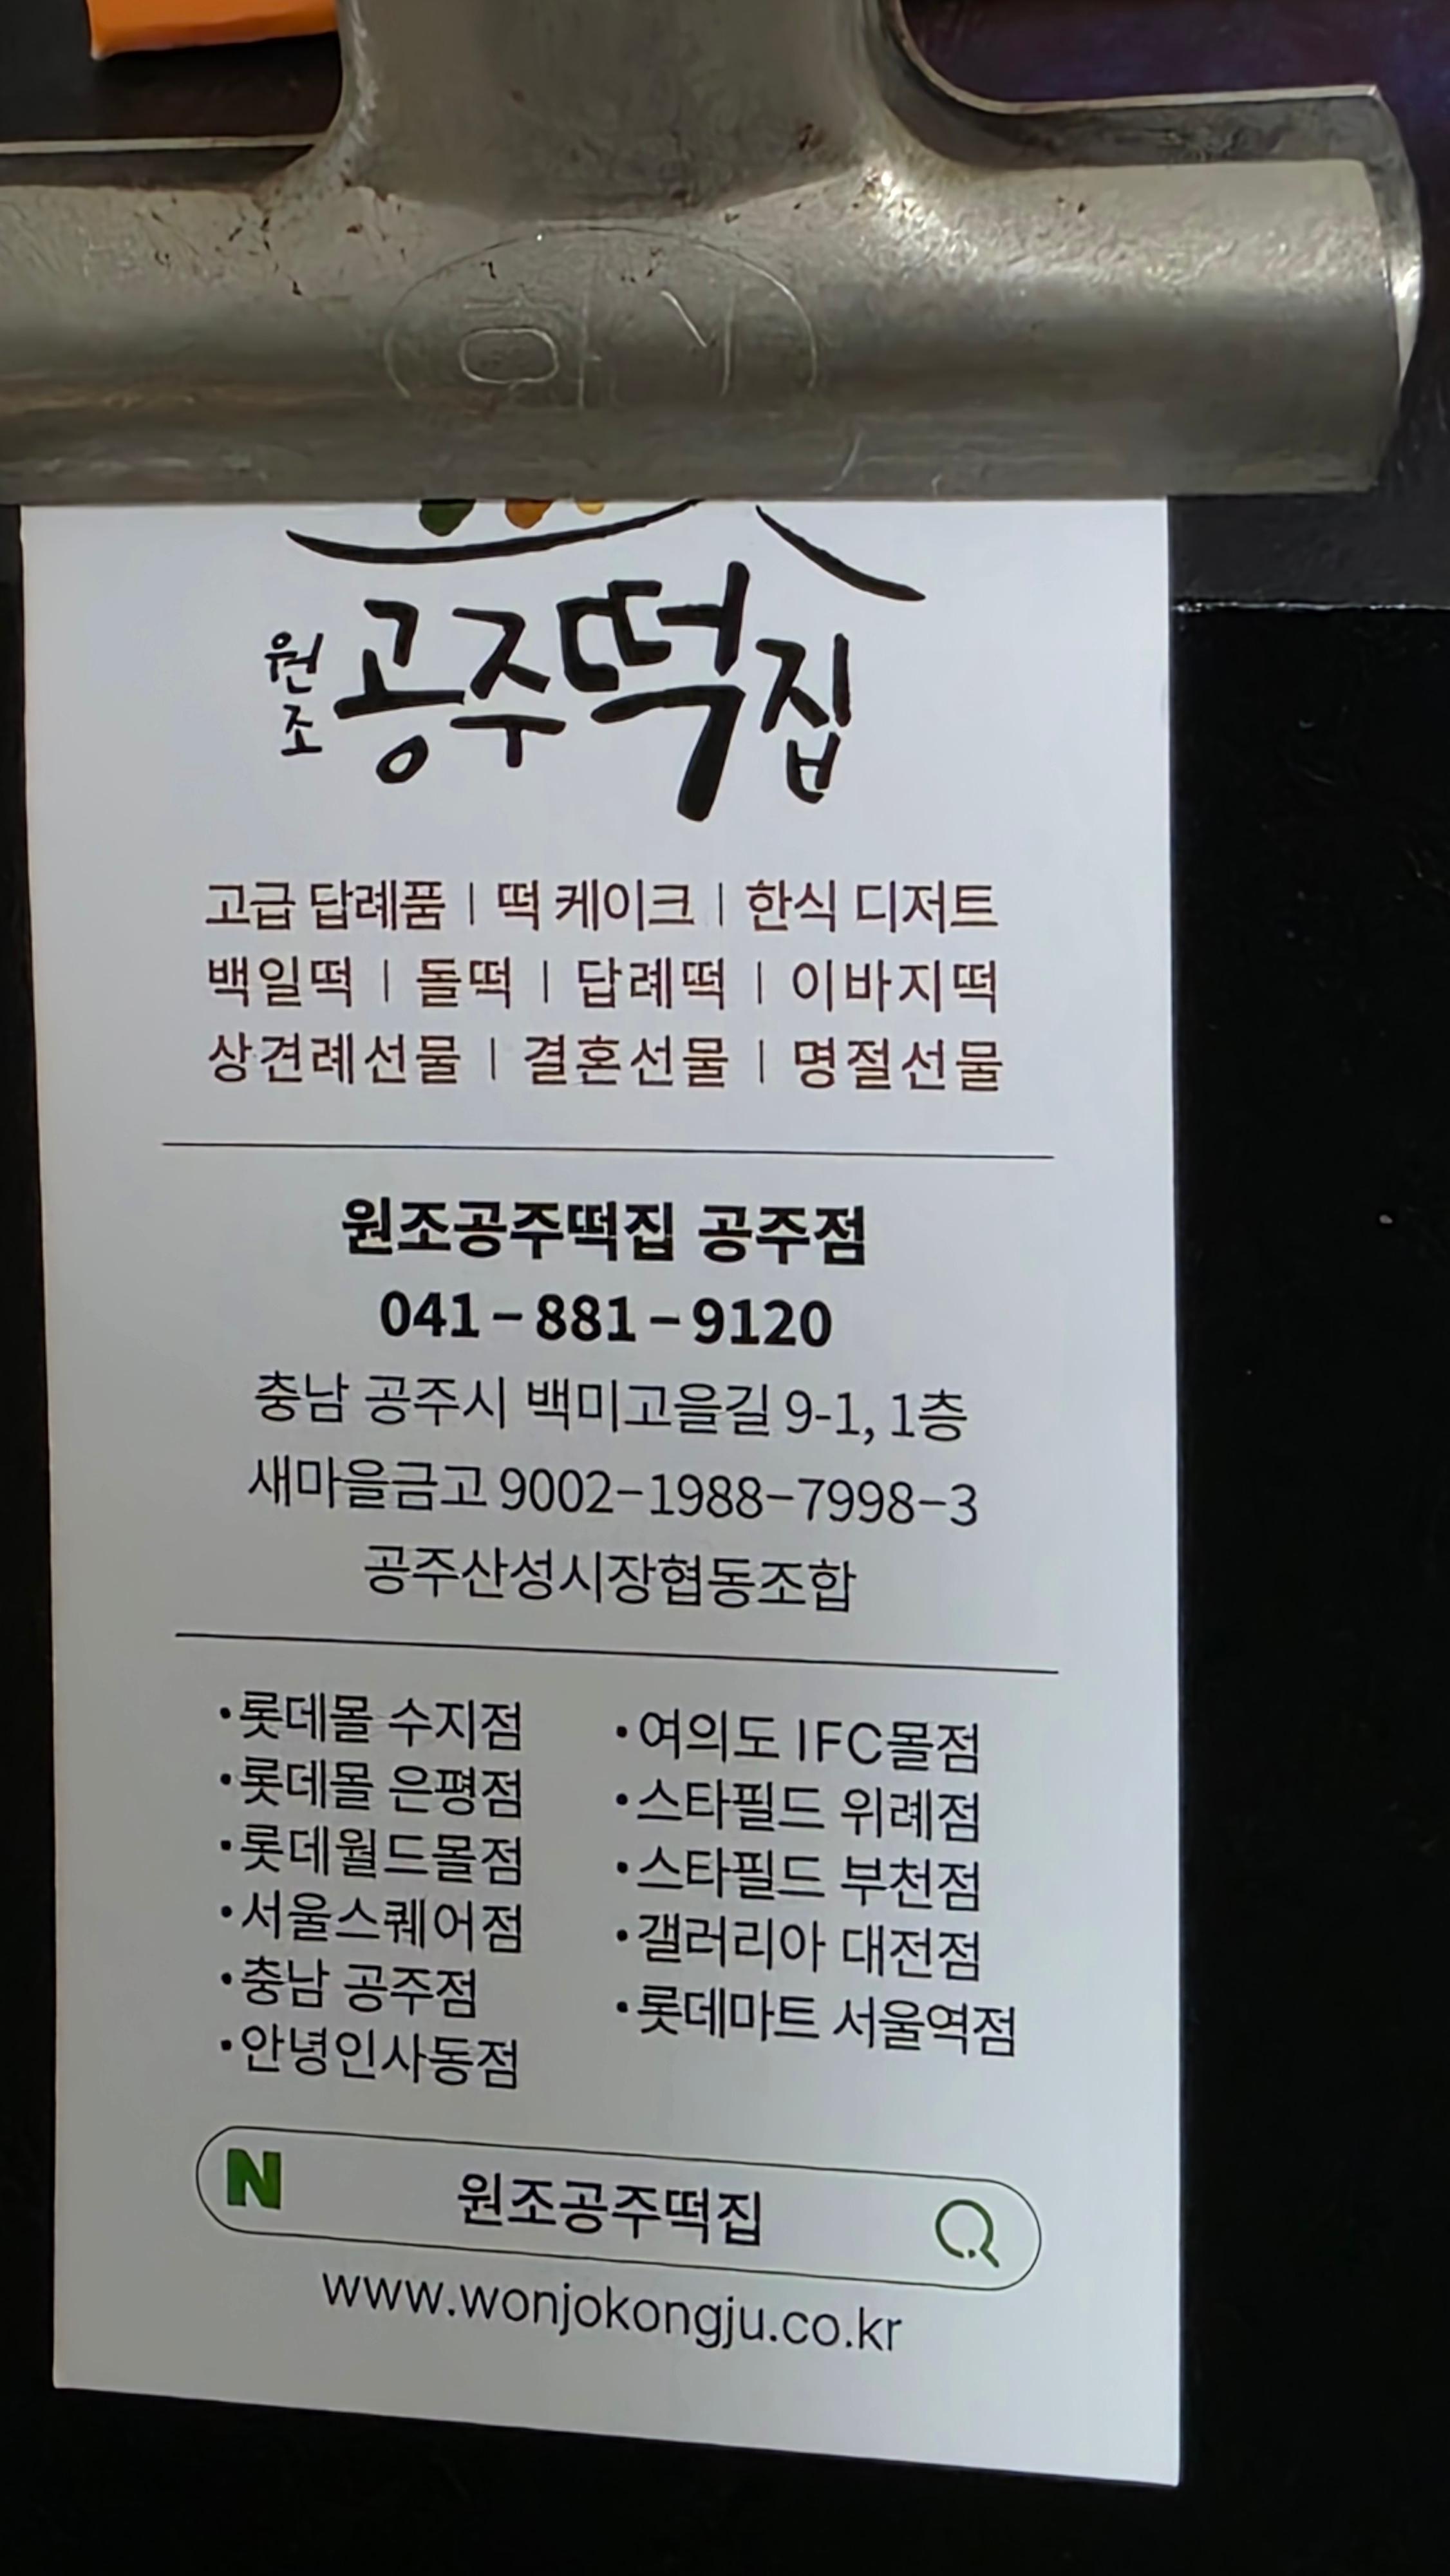 원조 공주떡집
고급 답례품 | 떡 케이크 | 한식 디저트
백일떡 | 돌떡 | 답례떡 | 이바지떡
상견례선물 | 결혼선물 | 명절선물
원조공주떡집 공주점
041-881-9120
충남 공주시 백미고을길 9-1, 1층
새마을금고 9002-1988-7998-3
공주산성시장협동조합
·롯데몰 수지점
·롯데몰 은평점
·롯데월드몰점
·서울스퀘어점
·충남 공주점
·안녕인사동점
·여의도 IFC몰점
·스타필드 위례점
·스타필드 부천점
·갤러리아 대전점
·롯데마트 서울역점
N 원조공주떡집
www.wonjokongju.co.kr